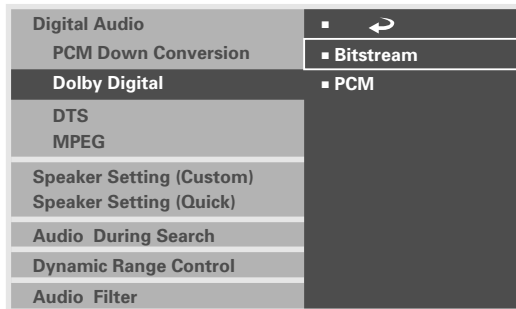 Digital Audio
PCM Down Conversion
Dolby Digital
DTS
MPEG
Speaker Setting (Custom)
Speaker Setting (Quick)
Audio During Search
Dynamic Range Control
Audio Filter
Bitstream
PCM